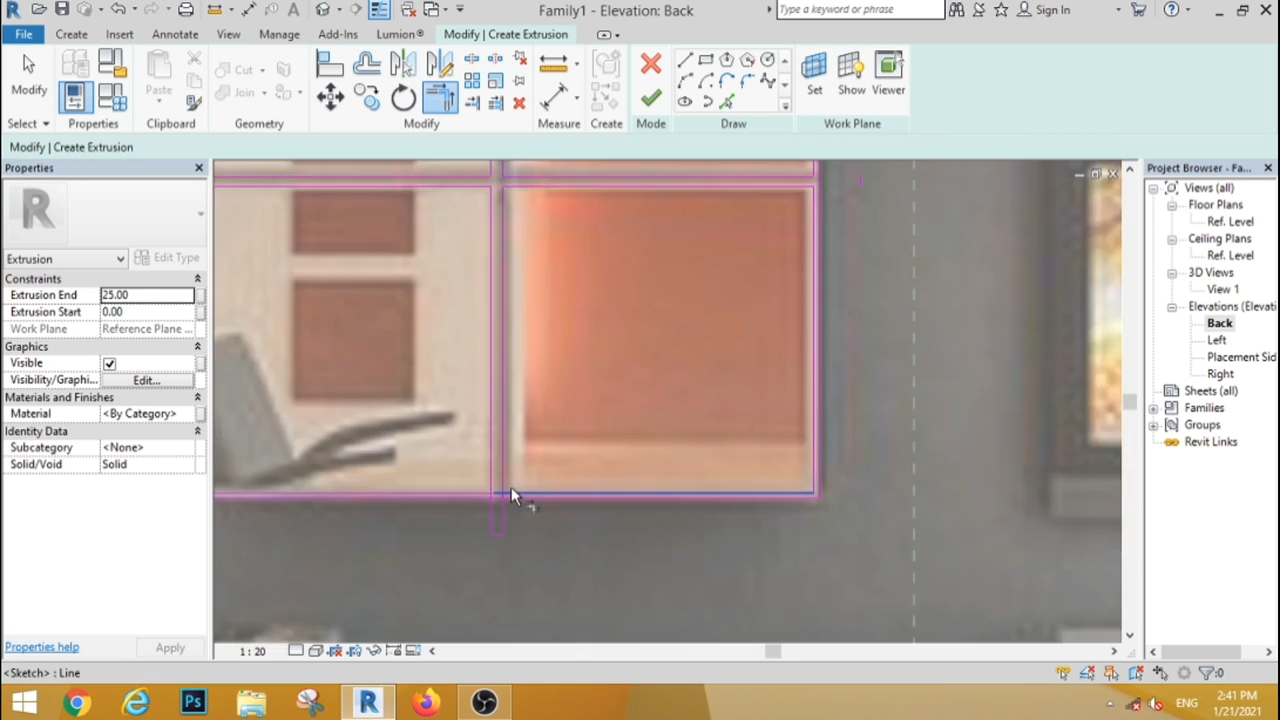 Family1 - Elevation: Back
Type a keyword or phrase
Sign In
File Create Insert Annotate View Manage Add-Ins Lumion® Modify | Create Extrusion
Modify Paste Cut Join Create Set Show Viewer
Select Properties Clipboard Geometry Modify Measure Create Mode Draw Work Plane
Modify | Create Extrusion
Properties
Extrusion Edit Type
Constraints
Extrusion End 25.00
Extrusion Start 0.00
Work Plane Reference Plane ...
Graphics
Visible
Visibility/Graphi... Edit...
Materials and Finishes
Material <By Category>
Identity Data
Subcategory <None>
Solid/Void Solid
Properties help Apply
1 : 20
Project Browser - Fa...
Views (all)
Floor Plans
Ref. Level
Ceiling Plans
Ref. Level
3D Views
View 1
Elevations (Elevati
Back
Left
Placement Sid
Right
Sheets (all)
Families
Groups
Revit Links
<Sketch> : Line
:0
Ps
ENG
2:41 PM
1/21/2021